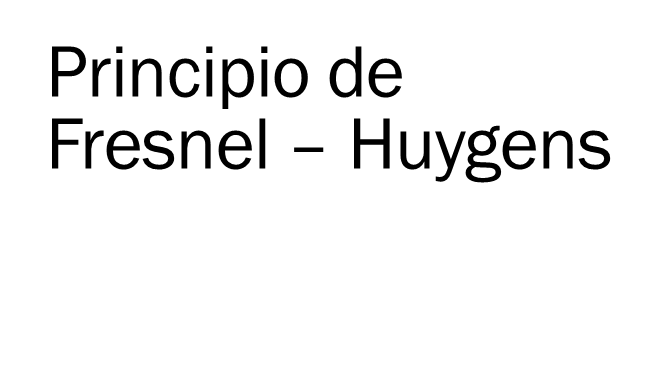 Principio de
Fresnel – Huygens